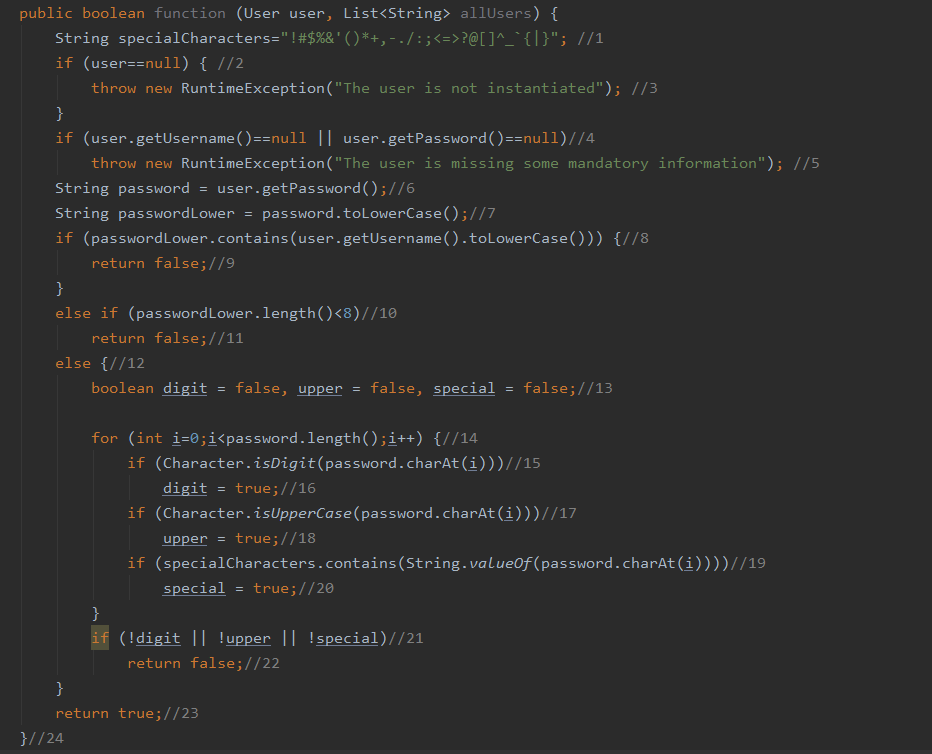 public boolean function (User user, List<String> allUsers) {
String specialCharacters="!#$%&'()*+,-./:;<=>?@[]^_`{|}"; //1
if (user==null) { //2
throw new RuntimeException("The user is not instantiated"); //3
}
if (user.getUsername()==null || user.getPassword()==null)//4
throw new RuntimeException("The user is missing some mandatory information"); //5
String password = user.getPassword();//6
String passwordLower = password.toLowerCase();//7
if (passwordLower.contains(user.getUsername().toLowerCase())) {//8
return false;//9
}
else if (passwordLower.length()<8)//10
return false;//11
else {//12
boolean digit = false, upper = false, special = false;//13
for (int i=0;i<password.length();i++) {//14
if (Character.isDigit(password.charAt(i)))//15
digit = true;//16
if (Character.isUpperCase(password.charAt(i)))//17
upper = true;//18
if (specialCharacters.contains(String.valueOf(password.charAt(i))))//19
special = true;//20
}
if (!digit || !upper || !special)//21
return false;//22
}
return true;//23
}//24